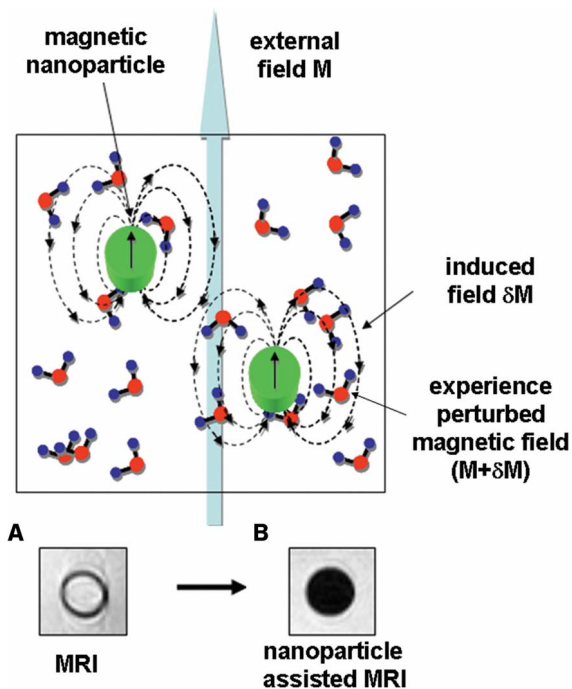 magnetic
nanoparticle
external
field M
induced
field δM
experience
perturbed
magnetic field
(M+δM)
A
B
MRI
nanoparticle
assisted MRI